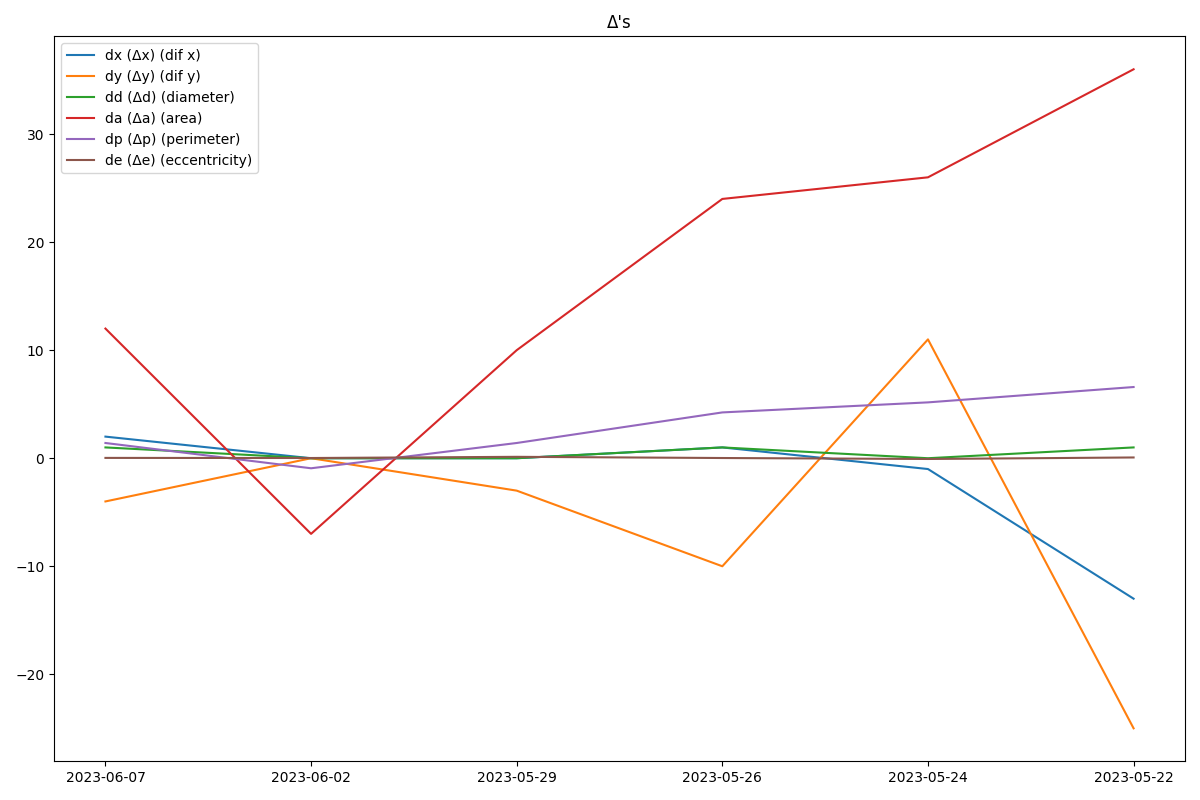 Δ's
dx (Δx) (dif x)
dy (Δy) (dif y)
dd (Δd) (diameter)
da (Δa) (area)
dp (Δp) (perimeter)
de (Δe) (eccentricity)
30
20
10
0
−10
−20
2023-06-07 2023-06-02 2023-05-29 2023-05-26 2023-05-24 2023-05-22